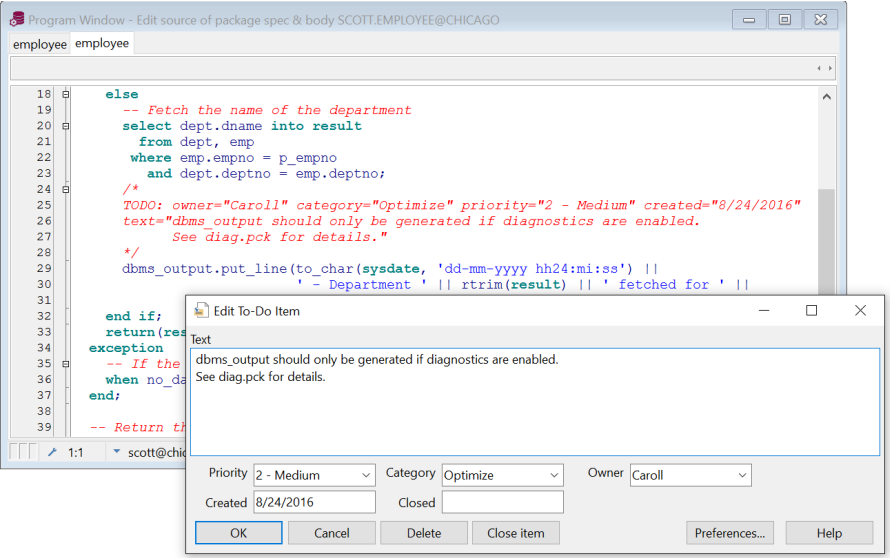 Program Window - Edit source of package spec & body SCOTT.EMPLOYEE@CHICAGO
employee employee
18 else
19 -- Fetch the name of the department
20 select dept.dname into result
21 from dept, emp
22 where emp.empno = p_empno
23 and dept.deptno = emp.deptno;
24 /*
25 TODO: owner="Caroll" category="Optimize" priority="2 - Medium" created="8/24/2016"
26 text="dbms_output should only be generated if diagnostics are enabled.
27 See diag.pck for details."
28 */
29 dbms_output.put_line(to_char(sysdate, 'dd-mm-yyyy hh24:mi:ss') ||
30 ' - Department ' || rtrim(result) || ' fetched for ' ||
31
32 end if;
33 return(res
34 exception
35 -- If the
36 when no_da
37 end;
38
39 -- Return th
1:1 scott@chic
Edit To-Do Item
Text
dbms_output should only be generated if diagnostics are enabled.
See diag.pck for details.
Priority 2 - Medium Category Optimize Owner Caroll
Created 8/24/2016 Closed
OK Cancel Delete Close item Preferences... Help